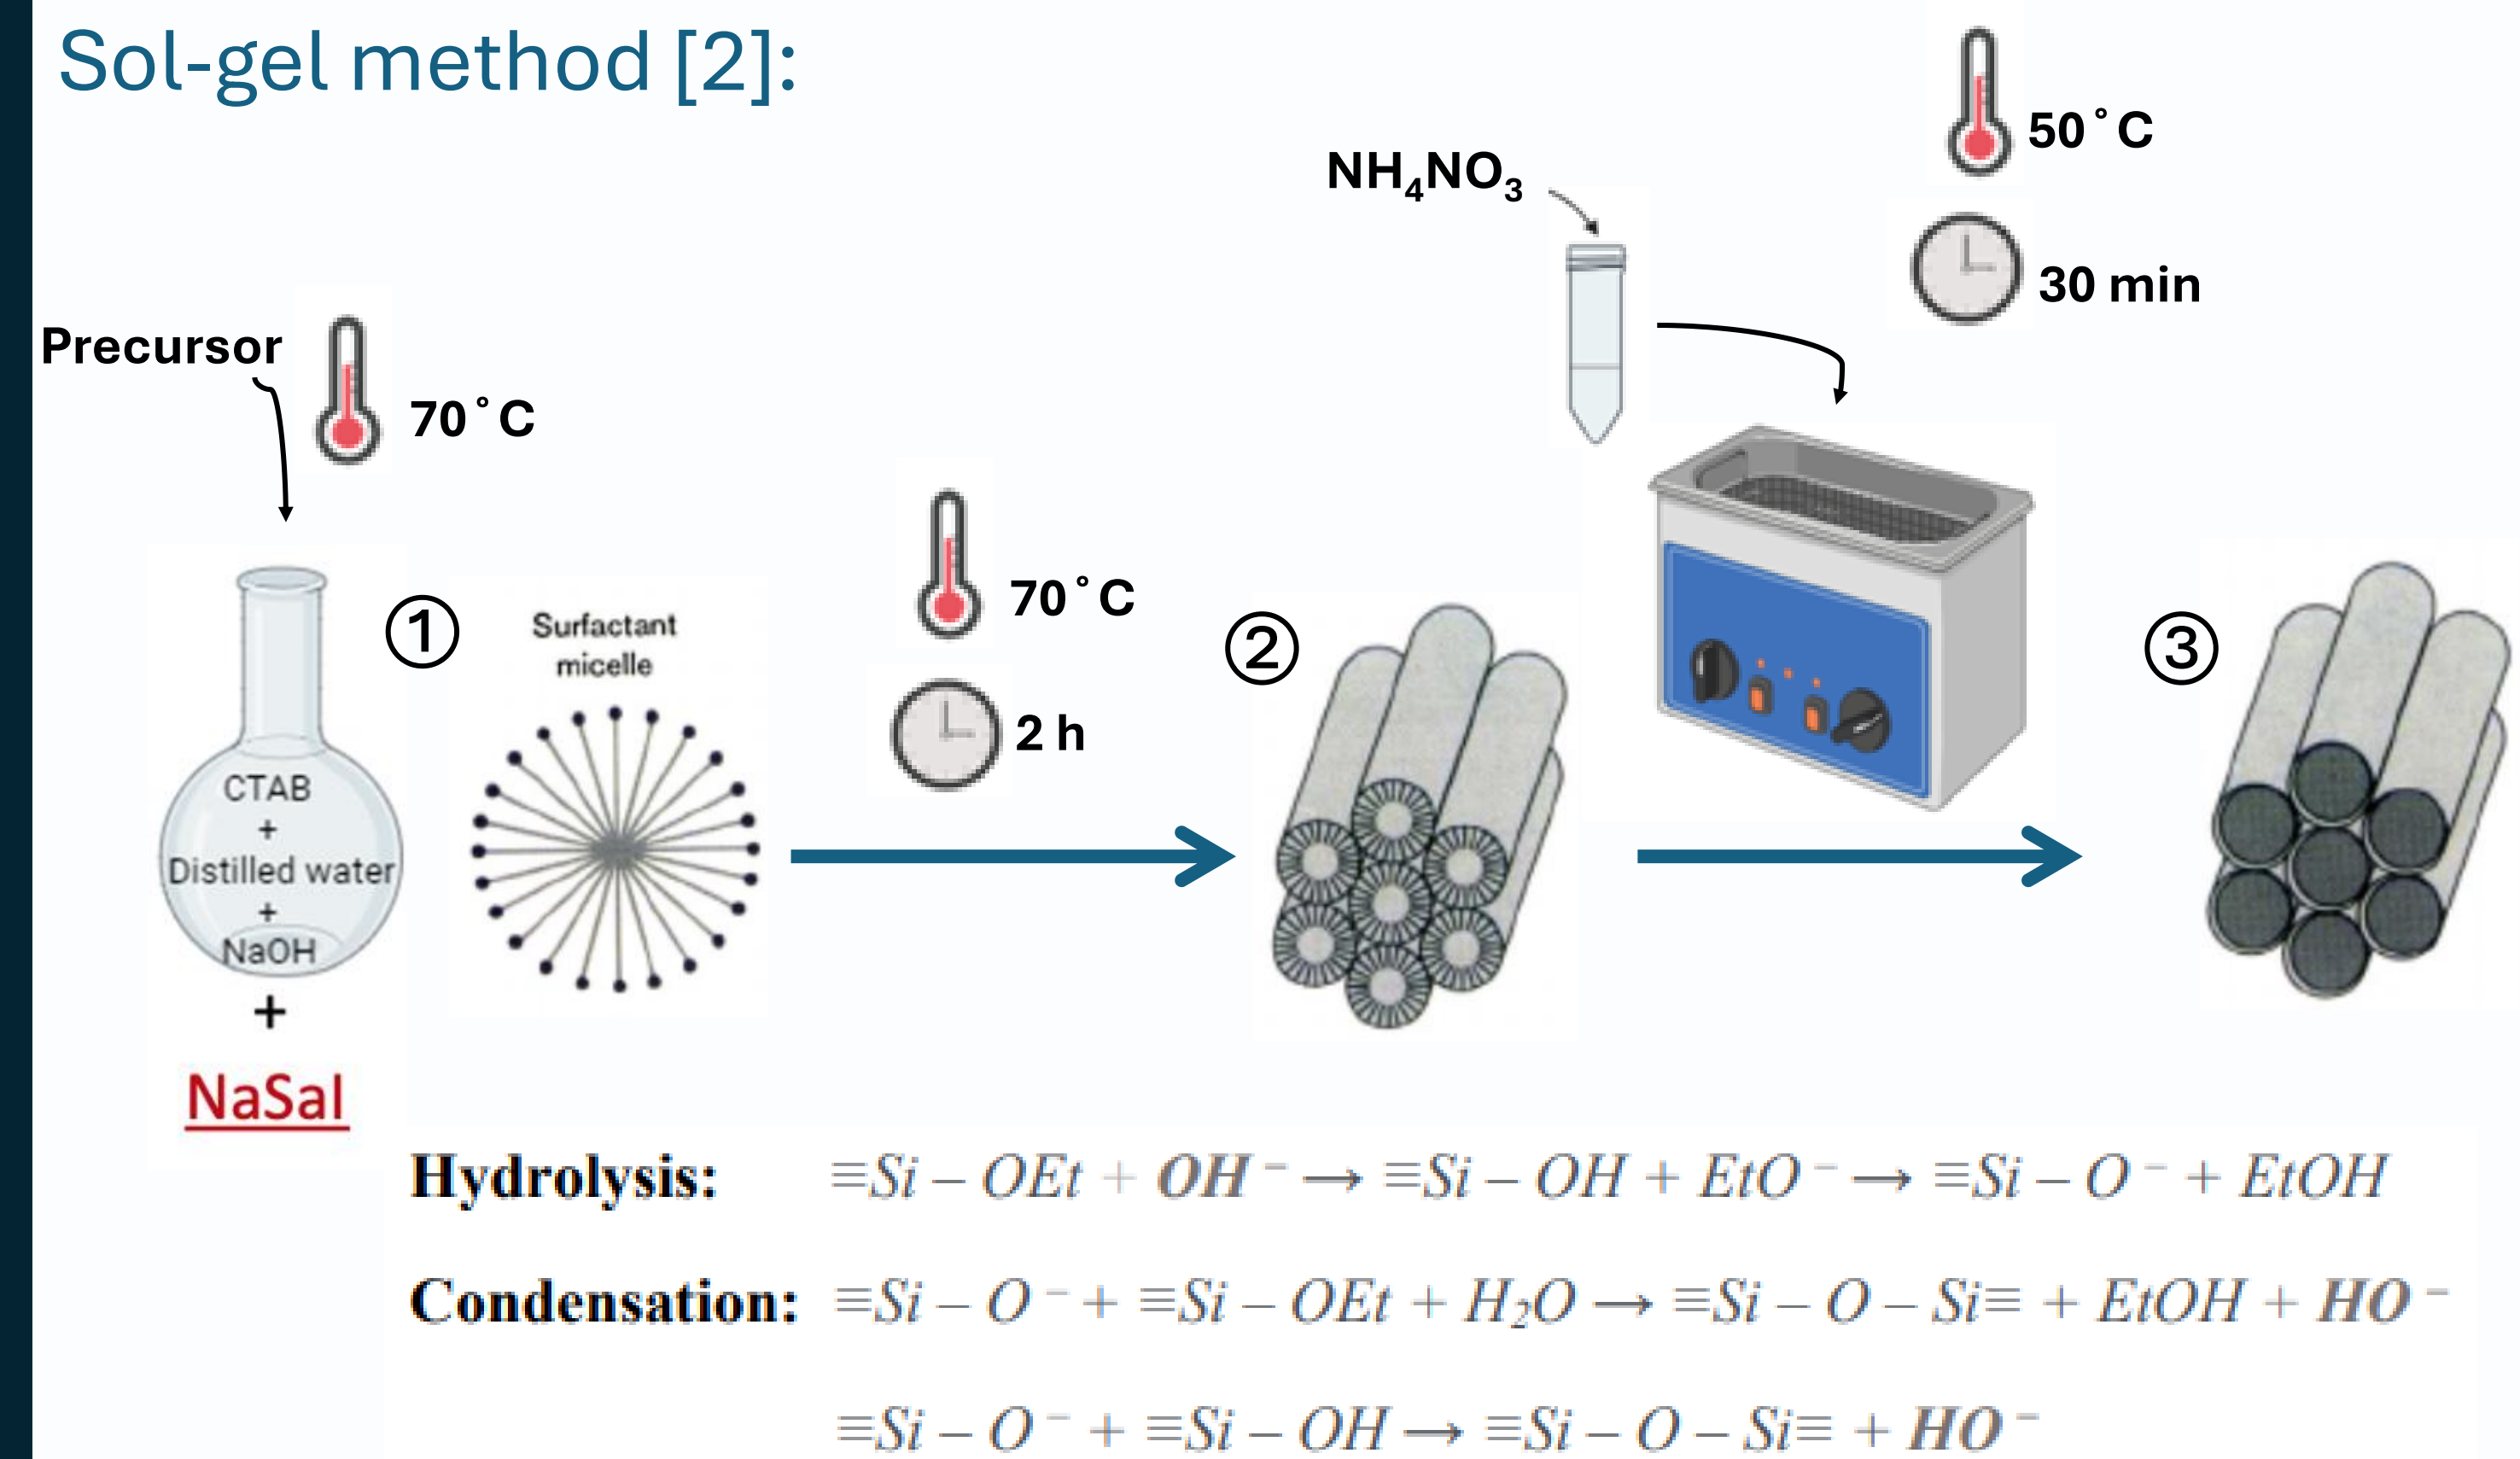 Sol-gel method [2]:
NH₄NO₃
50°C
30 min
Precursor
70°C
70°C
2 h
①
Surfactant
micelle
②
③
CTAB
+
Distilled water
+
NaOH
+
NaSal
Hydrolysis: ≡Si – OEt + OH⁻ → ≡Si – OH + EtO⁻ → ≡Si – O⁻ + EtOH
Condensation: ≡Si – O⁻ + ≡Si – OEt + H₂O → ≡Si – O – Si≡ + EtOH + HO⁻
≡Si – O⁻ + ≡Si – OH → ≡Si – O – Si≡ + HO⁻